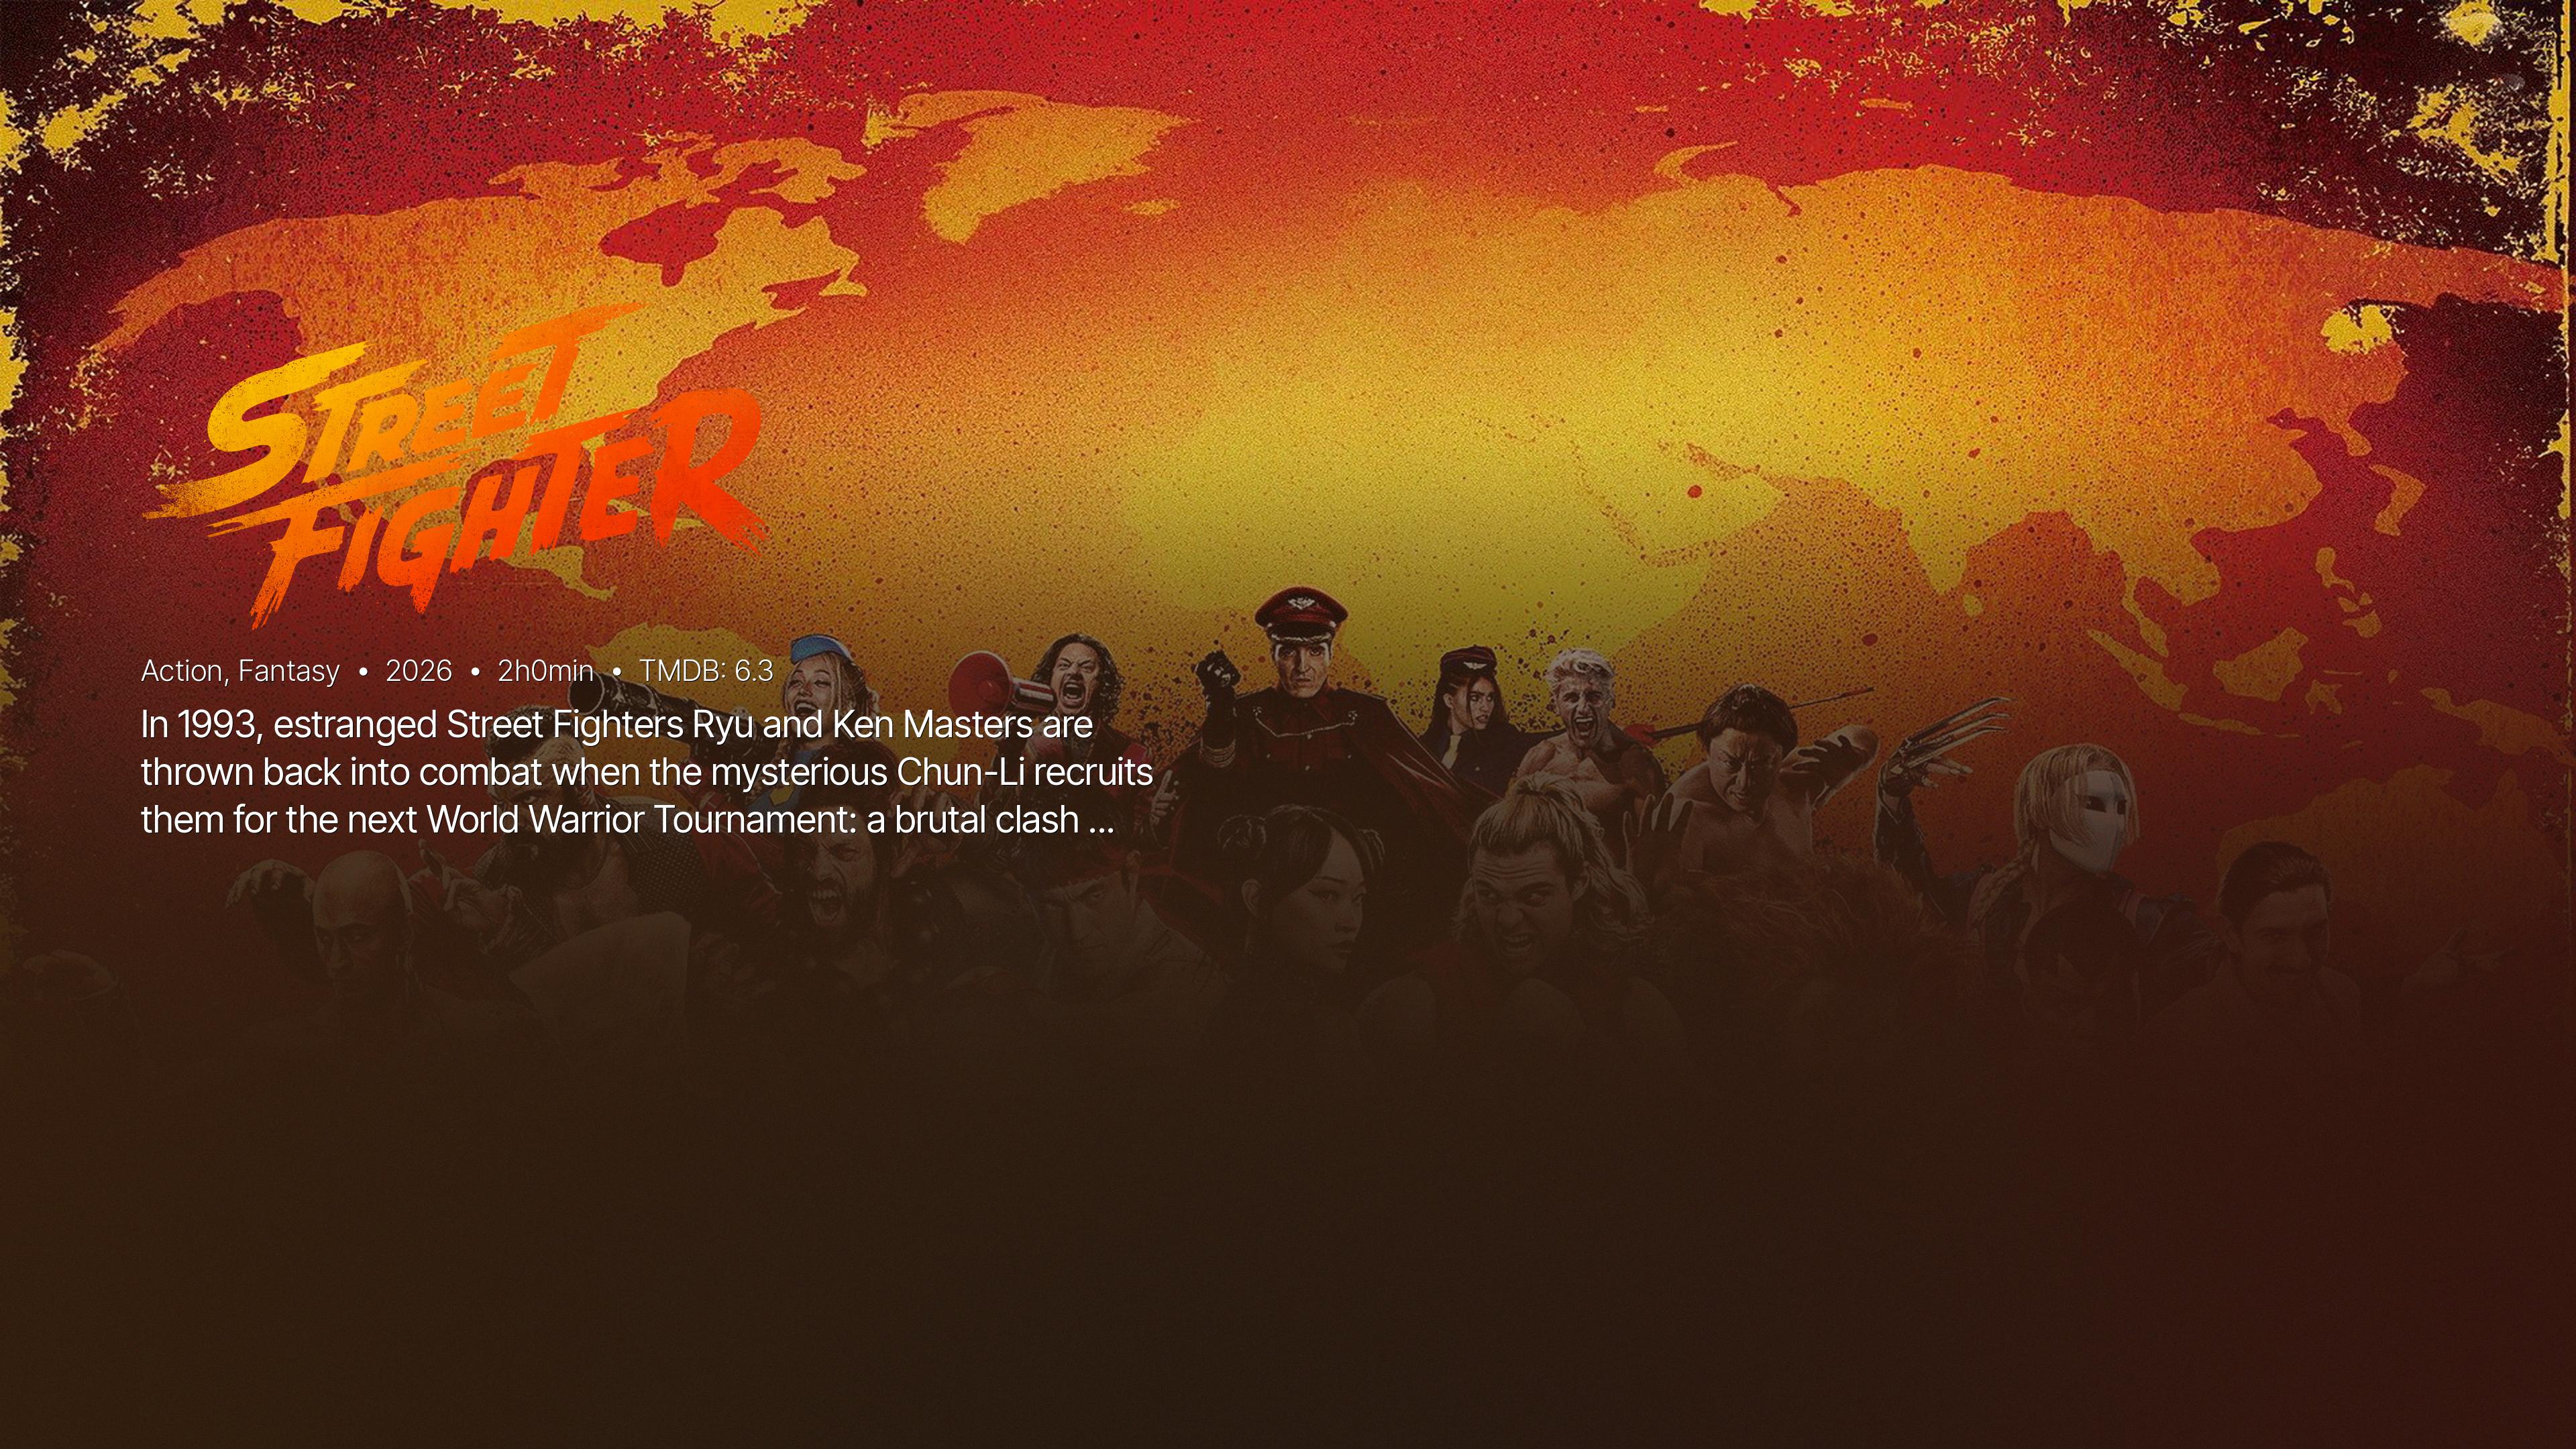 STREET
FIGHTER
Action, Fantasy • 2026 • 2h0min • TMDB: 6.3
In 1993, estranged Street Fighters Ryu and Ken Masters are
thrown back into combat when the mysterious Chun-Li recruits
them for the next World Warrior Tournament: a brutal clash ...